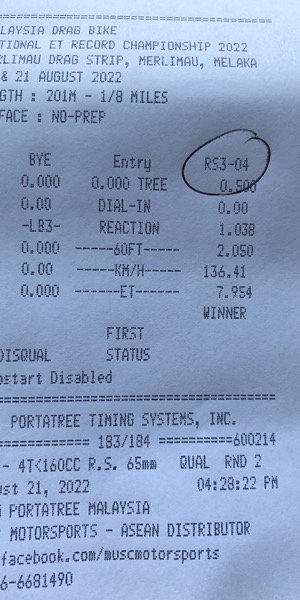 LAYSIA DRAG BIKE
TIONAL ET RECORD CHAMPIONSHIP 2022
RLIMAU DRAG STRIP, MERLIMAU, MELAKA
& 21 AUGUST 2022
GTH : 201M - 1/8 MILES
FACE : NO-PREP
BYE Entry RS3-04
0.000 0.000 TREE 0.500
0.00 DIAL-IN 0.00
-LB3- REACTION 1.038
0.000 -----60FT----- 2.050
0.00 -----KM/H----- 136.41
0.000 ------ET------ 7.954
WINNER
FIRST
DISQUAL STATUS
ostart Disabled
PORTATREE TIMING SYSTEMS, INC.
============ 183/184 ==========600214
- 4T<160CC R.S. 65mm QUAL RND 2
ust 21, 2022 04:28:22 PM
PORTATREE MALAYSIA
MOTORSPORTS - ASEAN DISTRIBUTOR
facebook.com/muscmotorsports
6-6681490